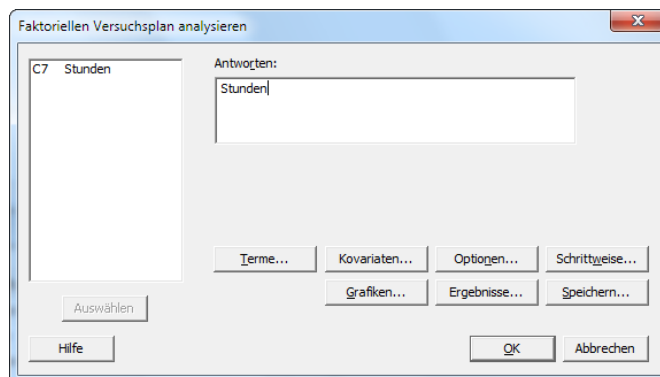 Faktoriellen Versuchsplan analysieren
C7 Stunden
Antworten:
Stunden
Terme...
Kovariaten...
Optionen...
Schrittweise...
Grafiken...
Ergebnisse...
Speichern...
Auswählen
Hilfe
OK
Abbrechen